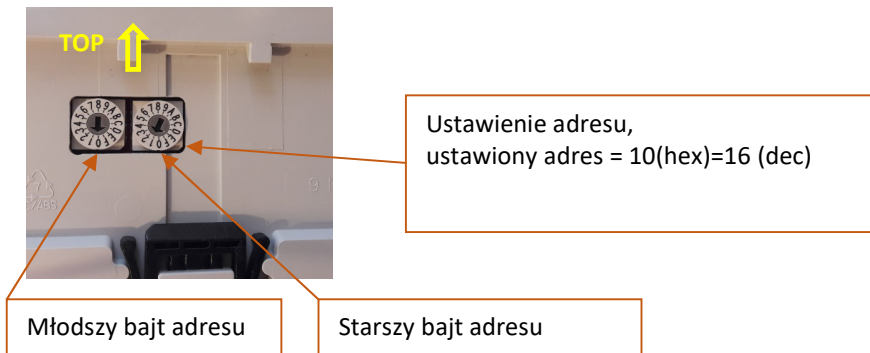 TOP
Ustawienie adresu,
ustawiony adres = 10(hex)=16 (dec)
Młodszy bajt adresu
Starszy bajt adresu